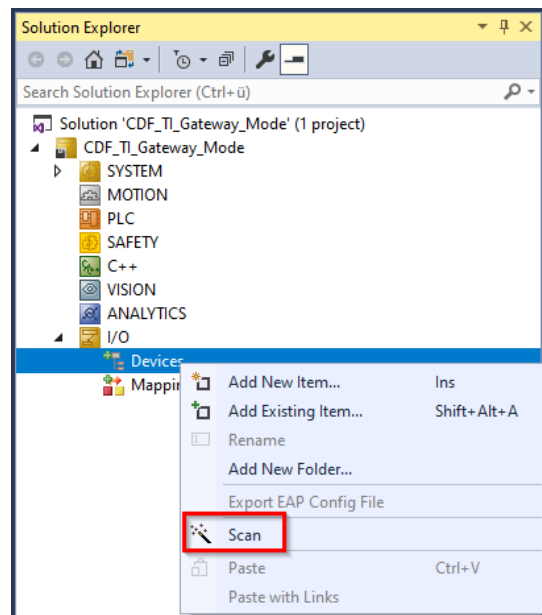 Solution Explorer
Search Solution Explorer (Ctrl+ü)
Solution 'CDF_TI_Gateway_Mode' (1 project)
CDF_TI_Gateway_Mode
SYSTEM
MOTION
PLC
SAFETY
C++
VISION
ANALYTICS
I/O
Devices
Mappin
Add New Item... Ins
Add Existing Item... Shift+Alt+A
Rename
Add New Folder...
Export EAP Config File
Scan
Paste Ctrl+V
Paste with Links